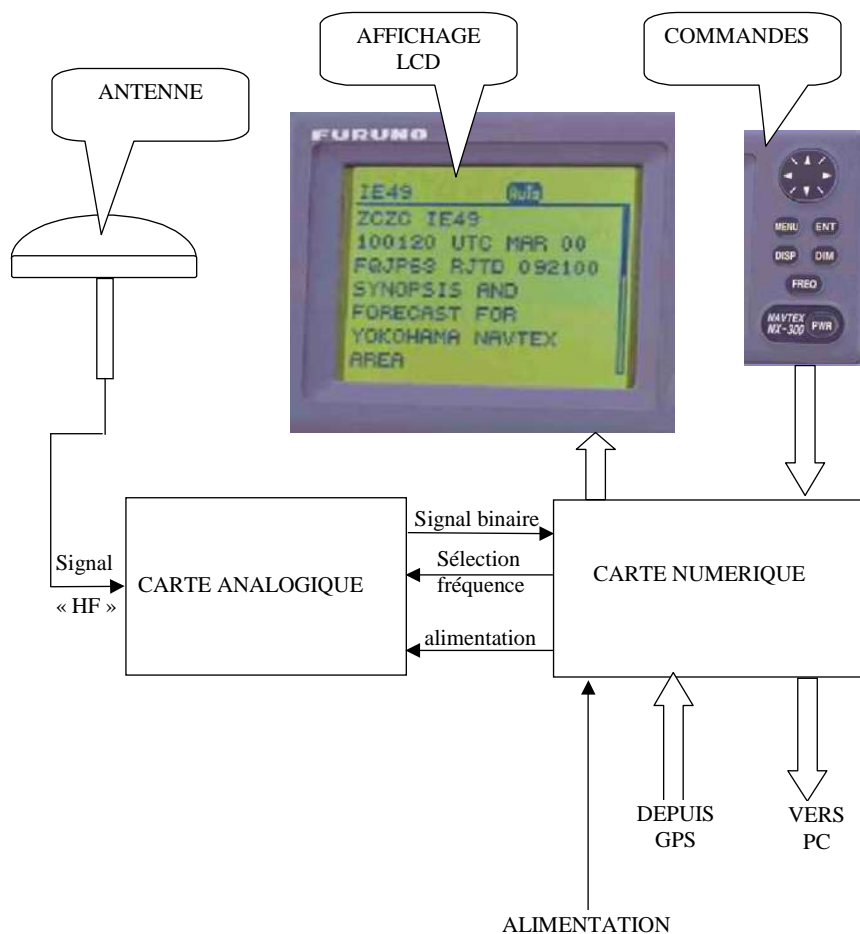 ANTENNE
AFFICHAGE
LCD
COMMANDES
FURUNO
IE49 Auto
ZCZC IE49
100120 UTC MAR 00
FQJP63 RJTD 092100
SYNOPSIS AND
FORECAST FOR
YOKOHAMA NAVTEX
AREA
MENU ENT
DISP DIM
FREQ
NAVTEX
NX-300 PWR
Signal
« HF »
CARTE ANALOGIQUE
Signal binaire
Sélection
fréquence
alimentation
CARTE NUMERIQUE
DEPUIS
GPS
VERS
PC
ALIMENTATION